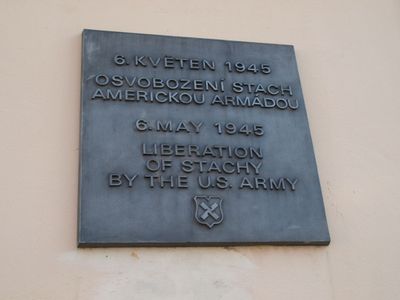 6. KVĚTEN 1945
OSVOBOZENÍ STACH
AMERICKOU ARMÁDOU
6. MAY 1945
LIBERATION
OF STACHY
BY THE U.S. ARMY